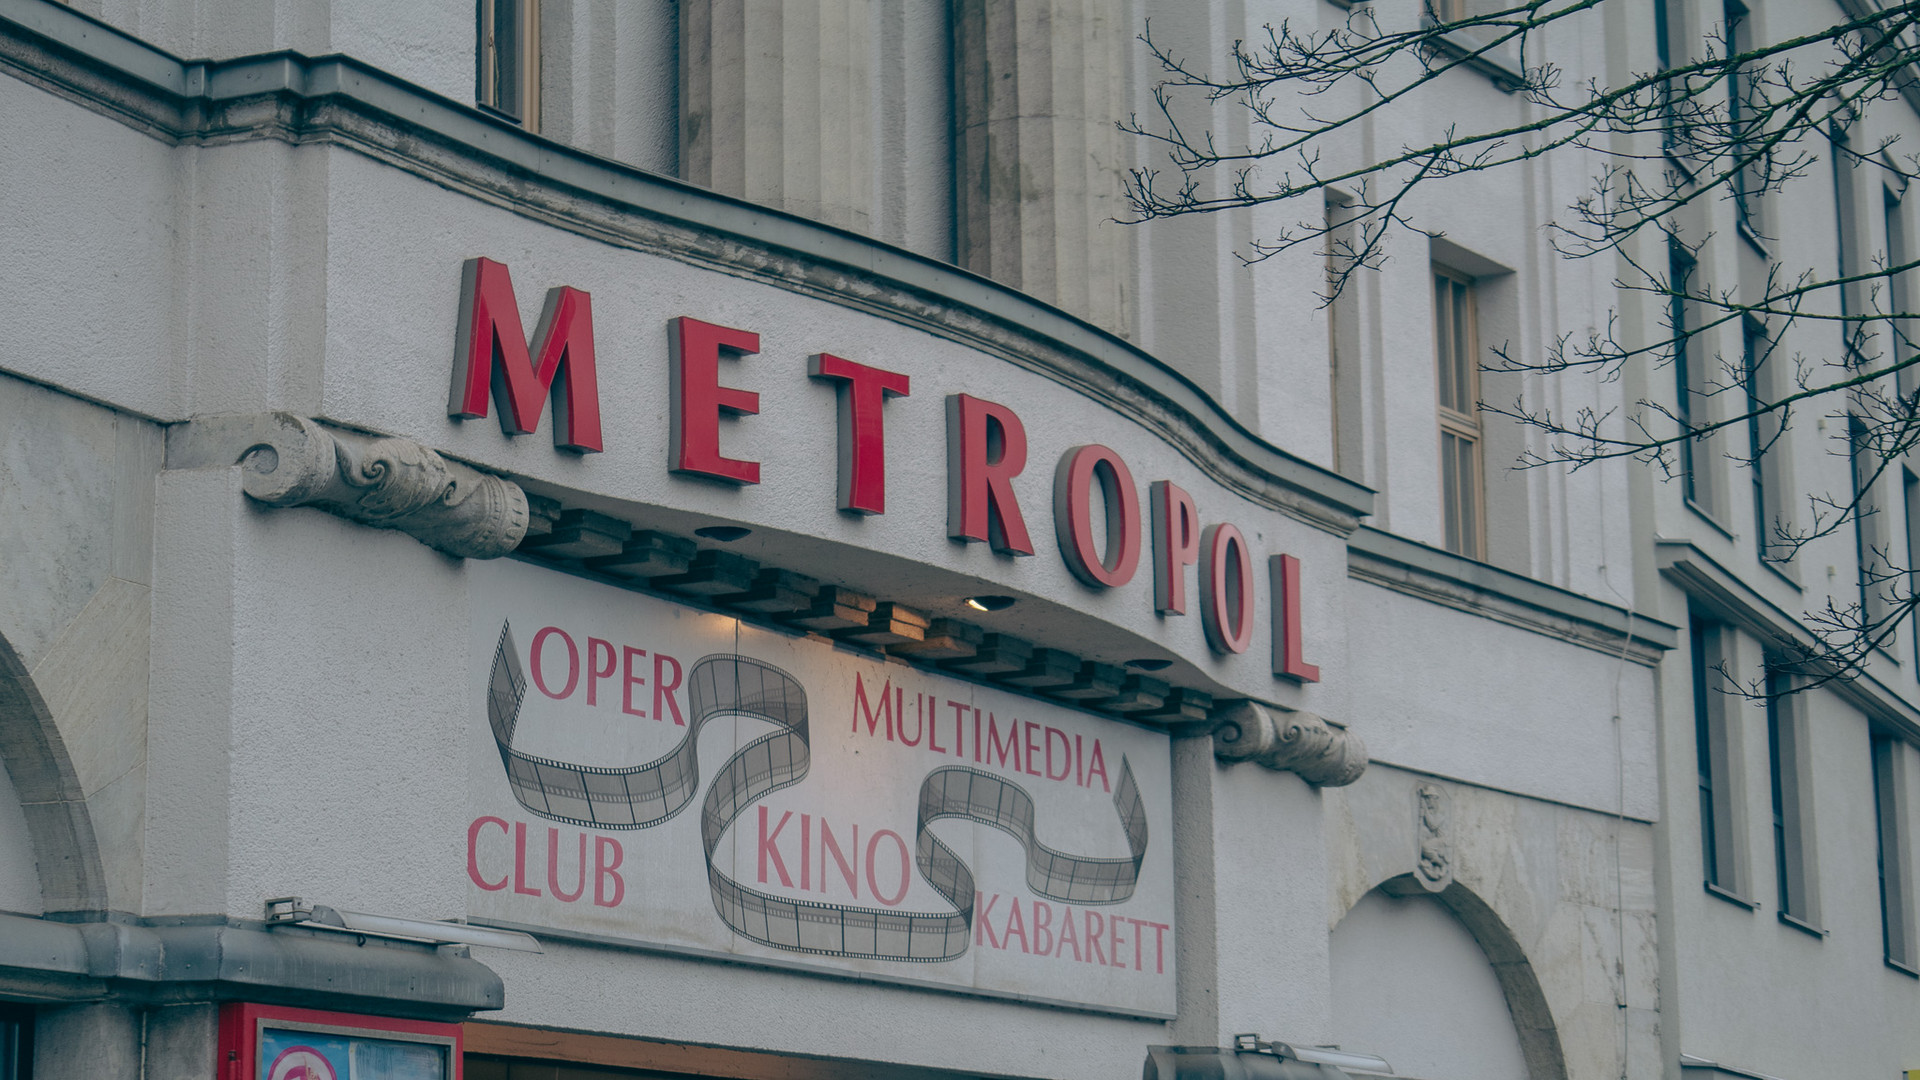 METROPOL
OPER
MULTIMEDIA
CLUB
KINO
KABARETT